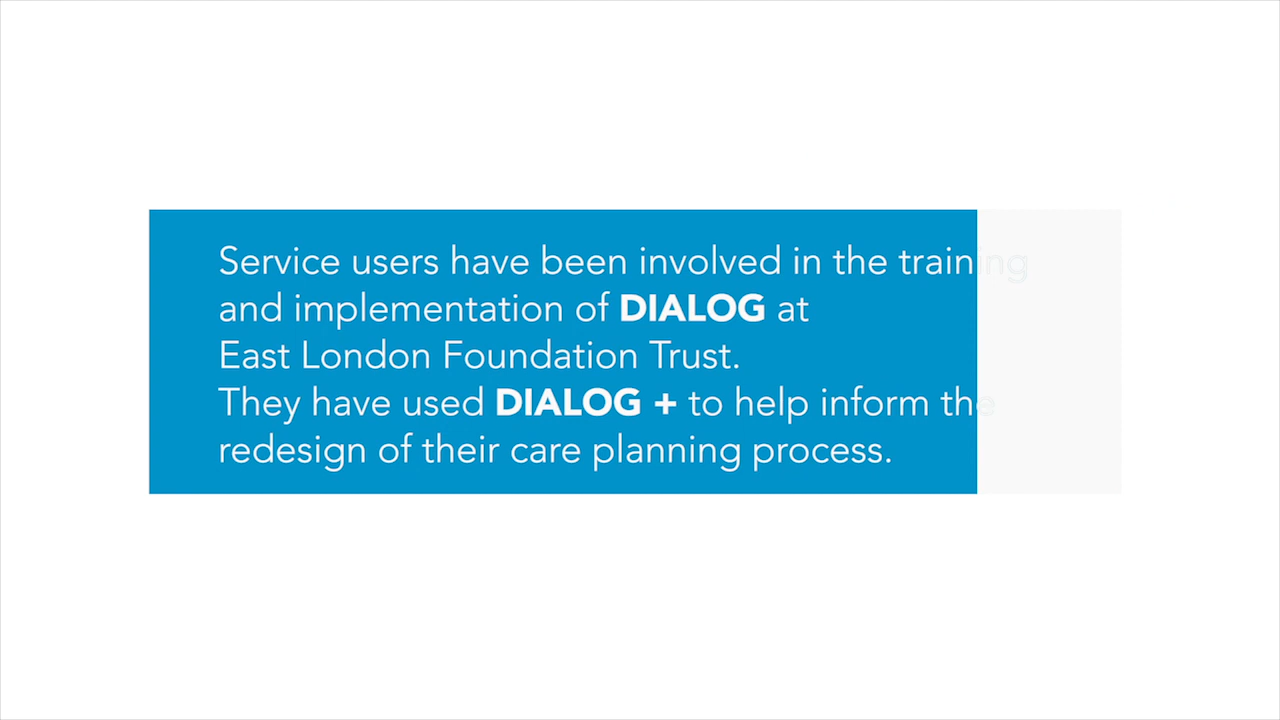 Service users have been involved in the training
and implementation of DIALOG at
East London Foundation Trust.
They have used DIALOG + to help inform the
redesign of their care planning process.